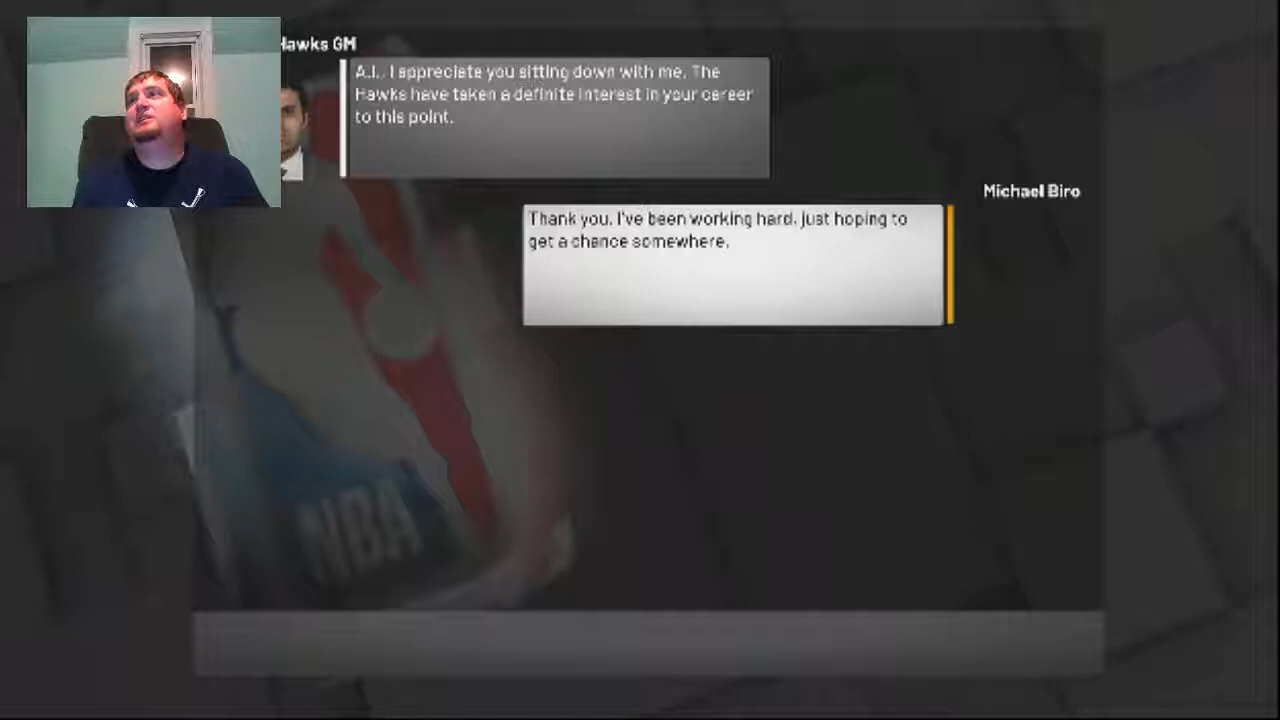 Hawks GM
A.I., I appreciate you sitting down with me. The
Hawks have taken a definite interest in your career
to this point.
Michael Biro
Thank you. I've been working hard, just hoping to
get a chance somewhere.
NBA